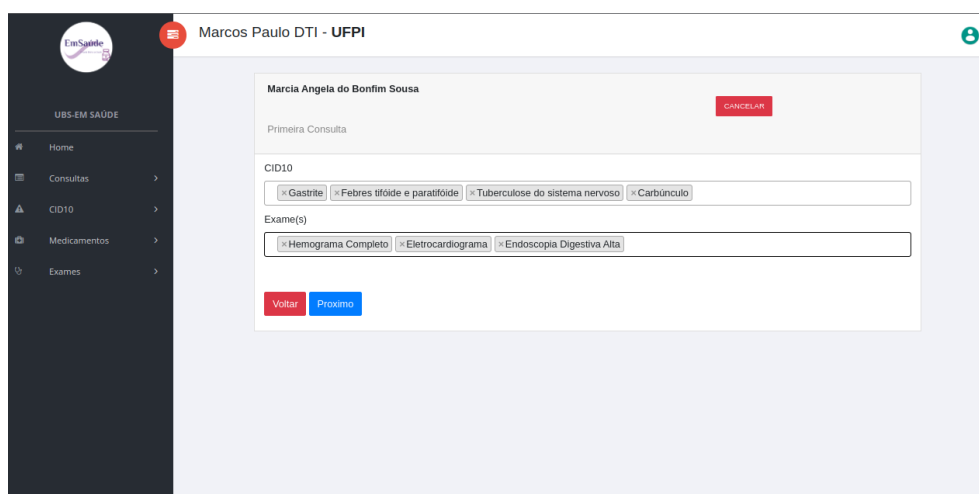 EmSaúde
Marcos Paulo DTI - UFPI
UBS-EM SAÚDE
Home
Consultas
CID10
Medicamentos
Exames
Marcia Angela do Bonfim Sousa
CANCELAR
Primeira Consulta
CID10
×Gastrite ×Febres tifóide e paratifóide ×Tuberculose do sistema nervoso ×Carbúnculo
Exame(s)
×Hemograma Completo ×Eletrocardiograma ×Endoscopia Digestiva Alta
Voltar Proximo